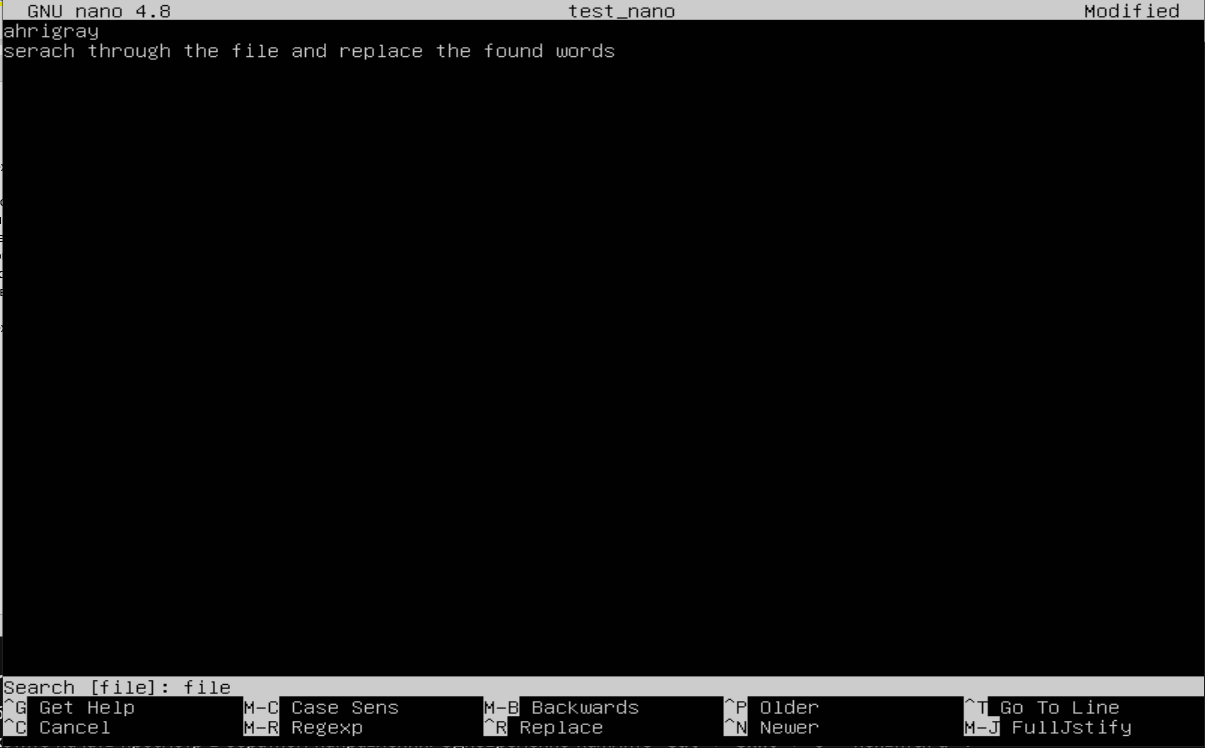 GNU nano 4.8 test_nano Modified
ahrigray
serach through the file and replace the found words
Search [file]: file
^G Get Help M-C Case Sens M-B Backwards ^P Older ^T Go To Line
^C Cancel M-R Regexp ^R Replace ^N Newer M-J FullJstify